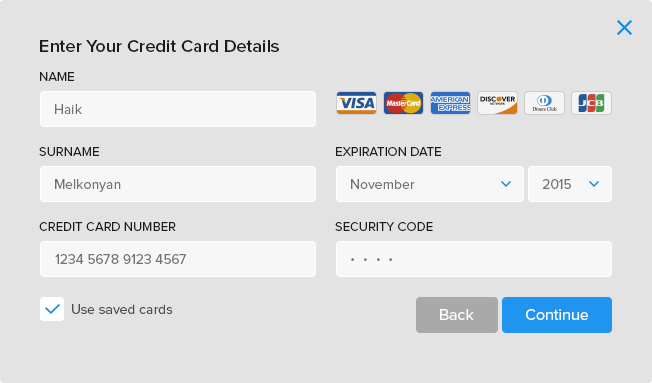 Enter Your Credit Card Details
NAME
Haik
VISA MasterCard AMERICAN EXPRESS DISCOVER NETWORK Diners Club JCB
SURNAME
Melkonyan
EXPIRATION DATE
November 2015
CREDIT CARD NUMBER
1234 5678 9123 4567
SECURITY CODE
• • • •
Use saved cards
Back Continue